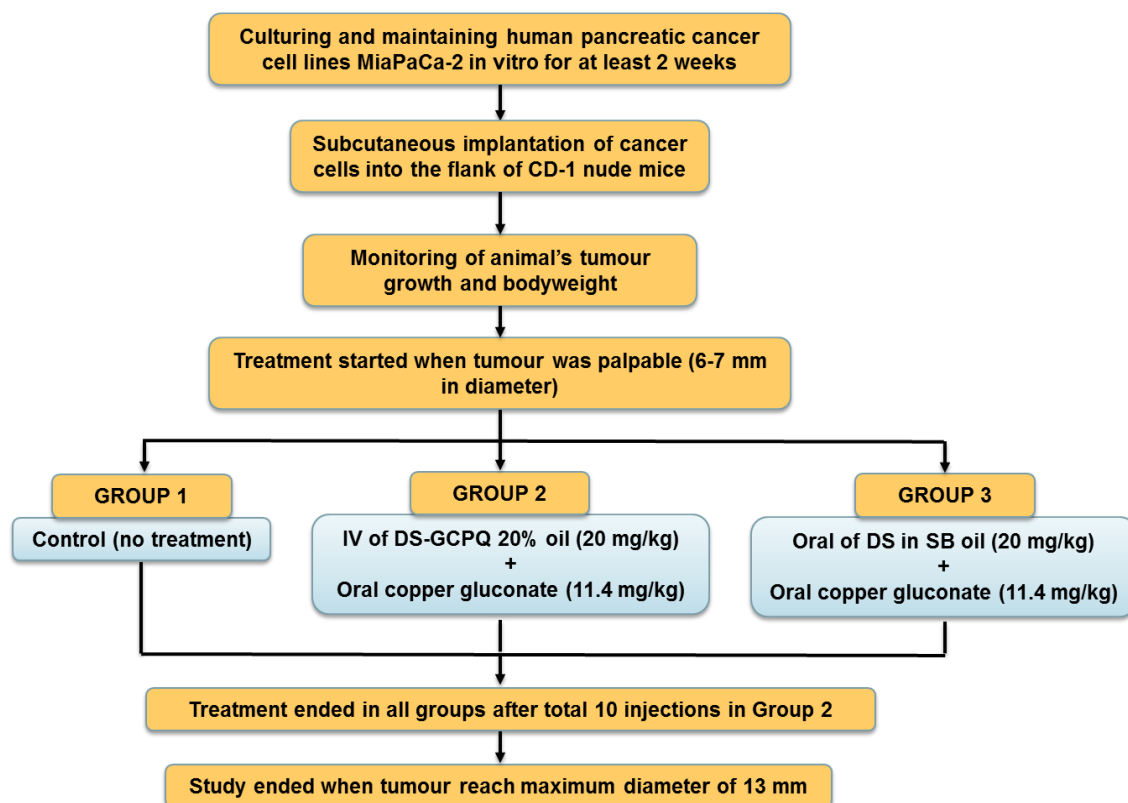 Culturing and maintaining human pancreatic cancer
cell lines MiaPaCa-2 in vitro for at least 2 weeks
Subcutaneous implantation of cancer
cells into the flank of CD-1 nude mice
Monitoring of animal's tumour
growth and bodyweight
Treatment started when tumour was palpable (6-7 mm
in diameter)
GROUP 1
Control (no treatment)
GROUP 2
IV of DS-GCPQ 20% oil (20 mg/kg)
+
Oral copper gluconate (11.4 mg/kg)
GROUP 3
Oral of DS in SB oil (20 mg/kg)
+
Oral copper gluconate (11.4 mg/kg)
Treatment ended in all groups after total 10 injections in Group 2
Study ended when tumour reach maximum diameter of 13 mm